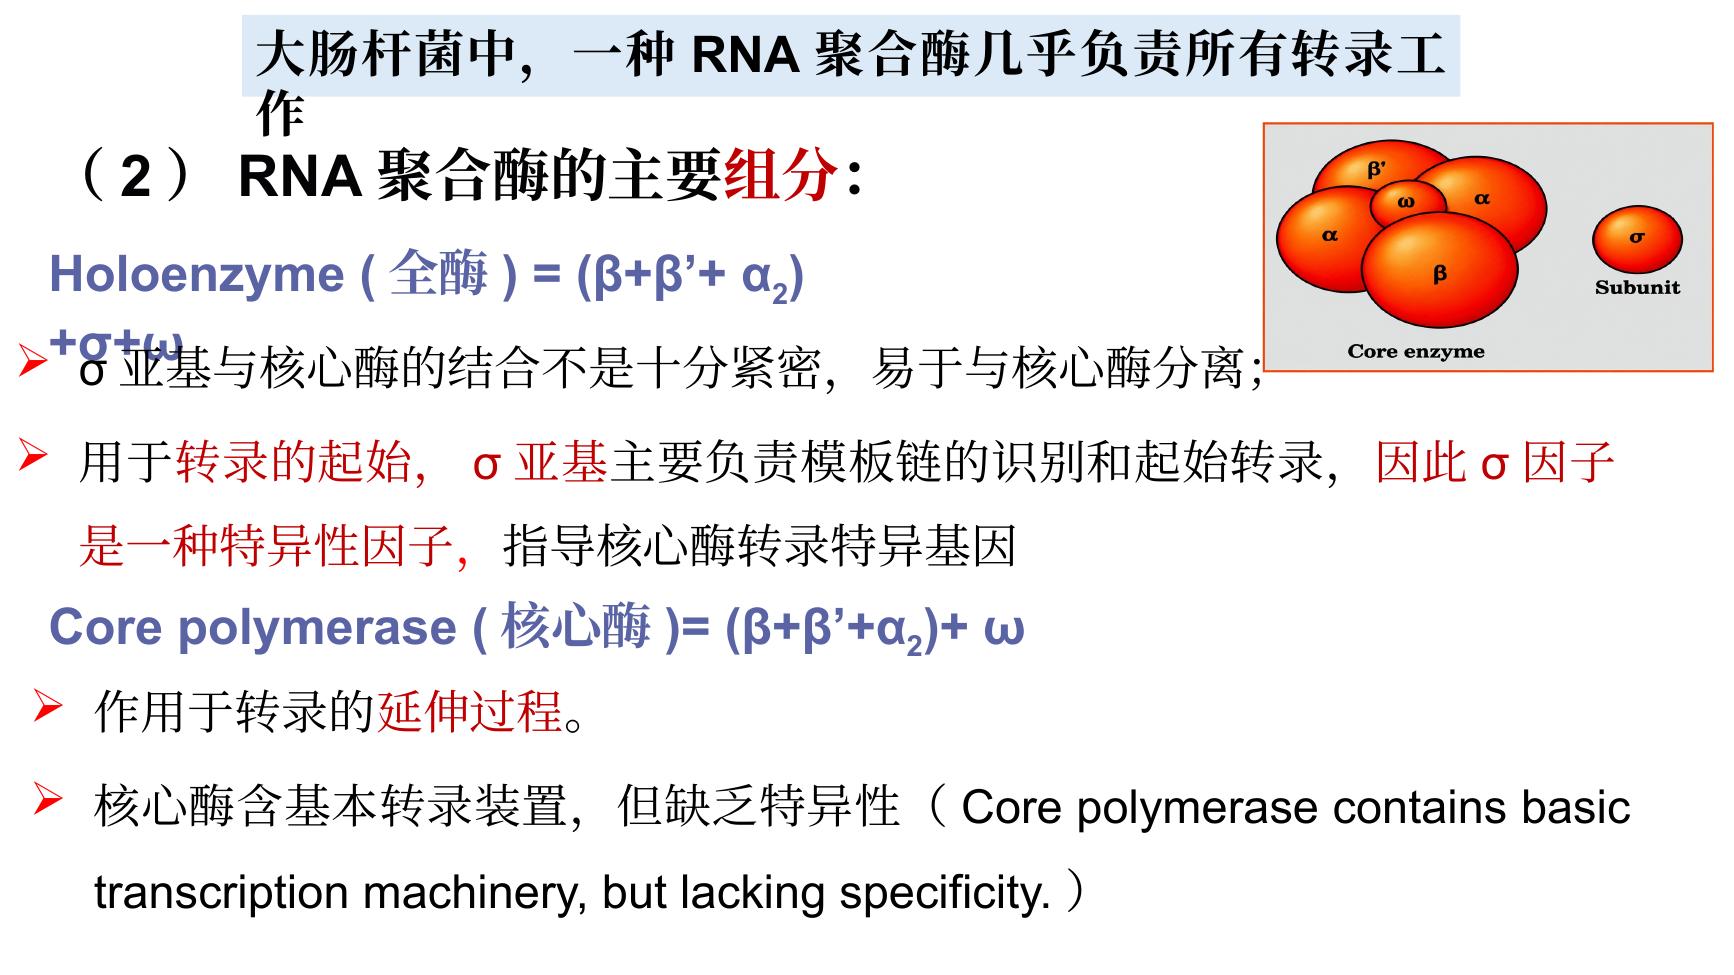 大肠杆菌中，一种 RNA 聚合酶几乎负责所有转录工
作
（ 2 ） RNA 聚合酶的主要组分：
Holoenzyme ( 全酶 ) = (β+β’+ α2)
+σ+ω
β’
ω
α
α
β
σ
Subunit
Core enzyme
➢ σ 亚基与核心酶的结合不是十分紧密，易于与核心酶分离；
➢ 用于转录的起始， σ 亚基主要负责模板链的识别和起始转录，因此 σ 因子
是一种特异性因子，指导核心酶转录特异基因
Core polymerase ( 核心酶 )= (β+β’+α2)+ ω
➢ 作用于转录的延伸过程。
➢ 核心酶含基本转录装置，但缺乏特异性（ Core polymerase contains basic
transcription machinery, but lacking specificity. ）